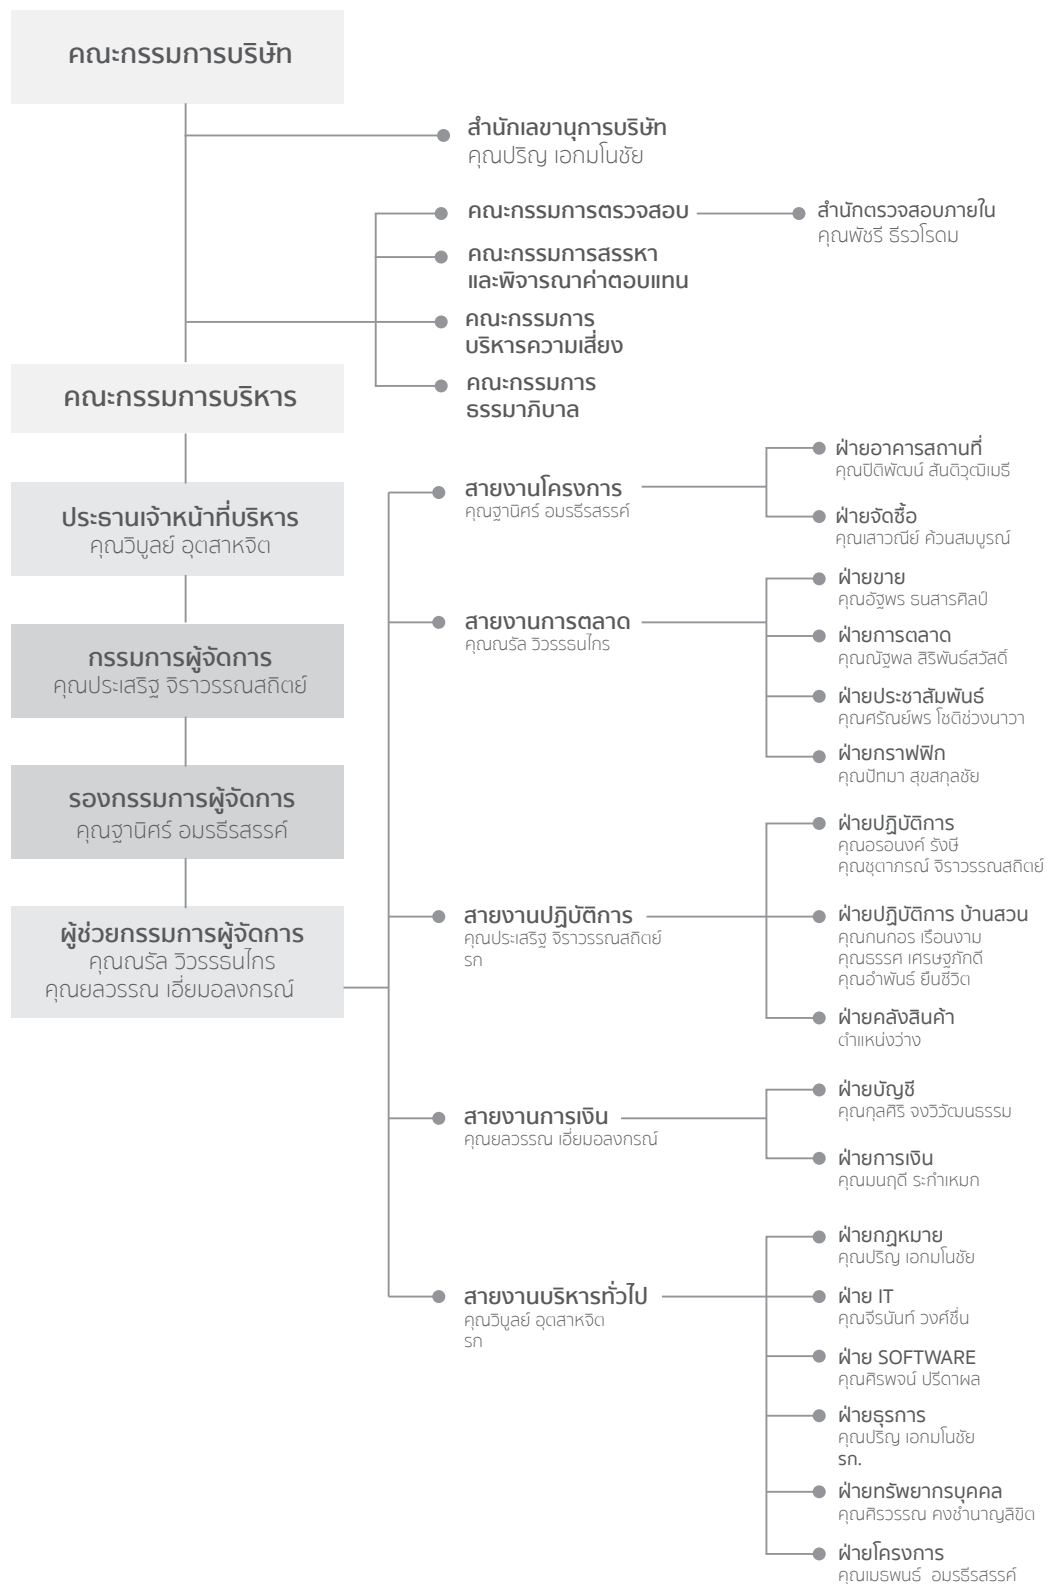 คณะกรรมการบริษัท
สำนักเลขานุการบริษัท
คุณปริญ เอกมโนชัย
คณะกรรมการตรวจสอบ
สำนักตรวจสอบภายใน
คุณพัชรี ธีรวโรดม
คณะกรรมการสรรหา
และพิจารณาค่าตอบแทน
คณะกรรมการ
บริหารความเสี่ยง
คณะกรรมการ
ธรรมาภิบาล
คณะกรรมการบริหาร
ประธานเจ้าหน้าที่บริหาร
คุณวิบูลย์ อุตสาหจิต
กรรมการผู้จัดการ
คุณประเสริฐ จิราวรรณสถิตย์
รองกรรมการผู้จัดการ
คุณฐานิศร์ อมรธีรสรรค์
ผู้ช่วยกรรมการผู้จัดการ
คุณณรัล วิวรรธนไกร
คุณยลวรรณ เอี่ยมอลงกรณ์
สายงานโครงการ
คุณฐานิศร์ อมรธีรสรรค์
ฝ่ายอาคารสถานที่
คุณปิติพัฒน์ สันติวุฒิเมธี
ฝ่ายจัดซื้อ
คุณเสาวณีย์ ค้วนสมบูรณ์
สายงานการตลาด
คุณณรัล วิวรรธนไกร
ฝ่ายขาย
คุณอัฐพร ธนสารศิลป์
ฝ่ายการตลาด
คุณณัฐพล สิริพันธ์สวัสดิ์
ฝ่ายประชาสัมพันธ์
คุณศรัณย์พร โชติช่วงนาวา
ฝ่ายกราฟฟิก
คุณปัทมา สุขสกุลชัย
สายงานปฏิบัติการ
คุณประเสริฐ จิราวรรณสถิตย์
รก
ฝ่ายปฏิบัติการ
คุณอรอนงค์ รังษี
คุณชุตาภรณ์ จิราวรรณสถิตย์
ฝ่ายปฏิบัติการ บ้านสวน
คุณกนกอร เรือนงาม
คุณธรรศ เศรษฐภักดี
คุณอำพันธ์ ยืนชีวิต
ฝ่ายคลังสินค้า
ตำแหน่งว่าง
สายงานการเงิน
คุณยลวรรณ เอี่ยมอลงกรณ์
ฝ่ายบัญชี
คุณกุลศิริ จงวิวัฒนธรรม
ฝ่ายการเงิน
คุณมนฤดี ระกำเหมก
สายงานบริหารทั่วไป
คุณวิบูลย์ อุตสาหจิต
รก
ฝ่ายกฎหมาย
คุณปริญ เอกมโนชัย
ฝ่าย IT
คุณจีรนันท์ วงศ์ชื่น
ฝ่าย SOFTWARE
คุณศิรพจน์ ปรีดาผล
ฝ่ายธุรการ
คุณปริญ เอกมโนชัย
รก.
ฝ่ายทรัพยากรบุคคล
คุณศิรวรรณ คงชำนาญลิขิต
ฝ่ายโครงการ
คุณเมธพนธ์ อมรธีรสรรค์